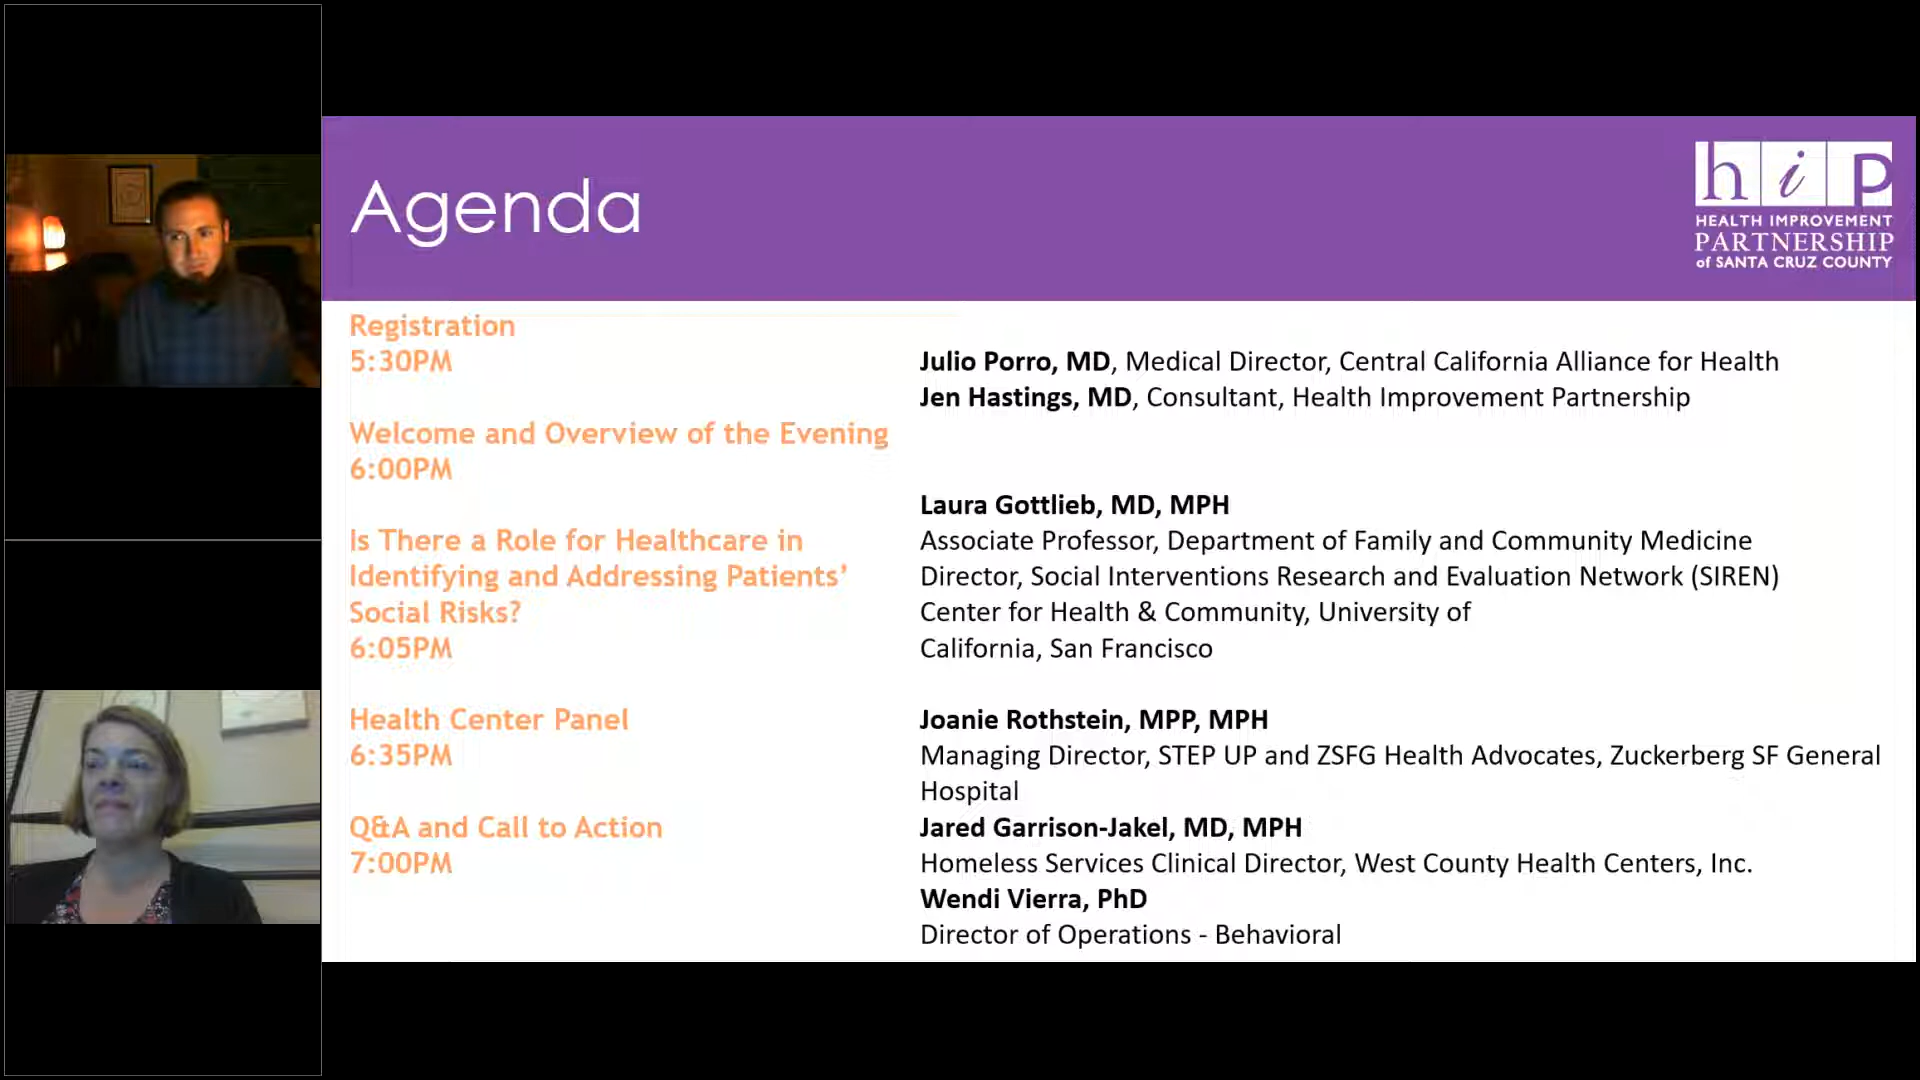 Agenda
hip
HEALTH IMPROVEMENT
PARTNERSHIP
of SANTA CRUZ COUNTY
Registration
5:30PM
Welcome and Overview of the Evening
6:00PM
Is There a Role for Healthcare in
Identifying and Addressing Patients’
Social Risks?
6:05PM
Health Center Panel
6:35PM
Q&A and Call to Action
7:00PM
Julio Porro, MD, Medical Director, Central California Alliance for Health
Jen Hastings, MD, Consultant, Health Improvement Partnership
Laura Gottlieb, MD, MPH
Associate Professor, Department of Family and Community Medicine
Director, Social Interventions Research and Evaluation Network (SIREN)
Center for Health & Community, University of
California, San Francisco
Joanie Rothstein, MPP, MPH
Managing Director, STEP UP and ZSFG Health Advocates, Zuckerberg SF General
Hospital
Jared Garrison-Jakel, MD, MPH
Homeless Services Clinical Director, West County Health Centers, Inc.
Wendi Vierra, PhD
Director of Operations - Behavioral